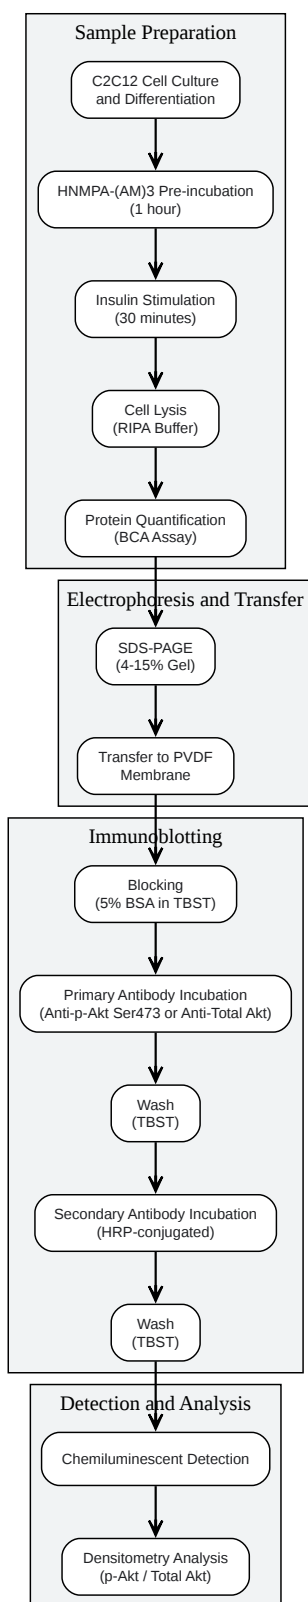 Sample Preparation
C2C12 Cell Culture
and Differentiation
HNMPA-(AM)3 Pre-incubation
(1 hour)
Insulin Stimulation
(30 minutes)
Cell Lysis
(RIPA Buffer)
Protein Quantification
(BCA Assay)
Electrophoresis and Transfer
SDS-PAGE
(4-15% Gel)
Transfer to PVDF
Membrane
Immunoblotting
Blocking
(5% BSA in TBST)
Primary Antibody Incubation
(Anti-p-Akt Ser473 or Anti-Total Akt)
Wash
(TBST)
Secondary Antibody Incubation
(HRP-conjugated)
Wash
(TBST)
Detection and Analysis
Chemiluminescent Detection
Densitometry Analysis
(p-Akt / Total Akt)